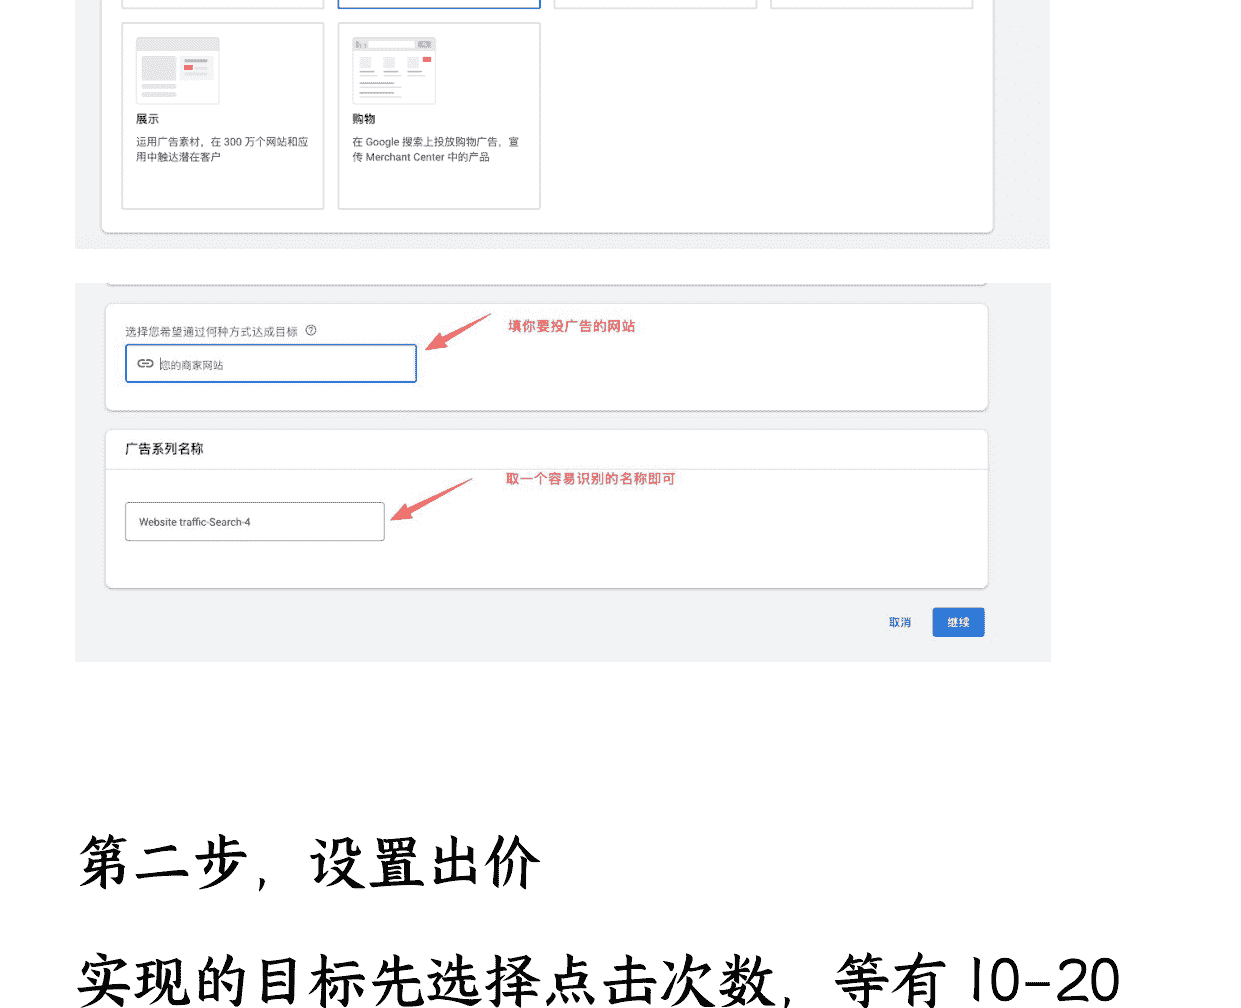 展示
运用广告素材，在 300 万个网站和应
用中触达潜在客户
购物
在 Google 搜索上投放购物广告，宣
传 Merchant Center 中的产品
选择您希望通过何种方式达成目标
填你要投广告的网站
您的商家网站
广告系列名称
取一个容易识别的名称即可
Website traffic-Search-4
取消 继续
第二步，设置出价
实现的目标先选择点击次数，等有 10-20